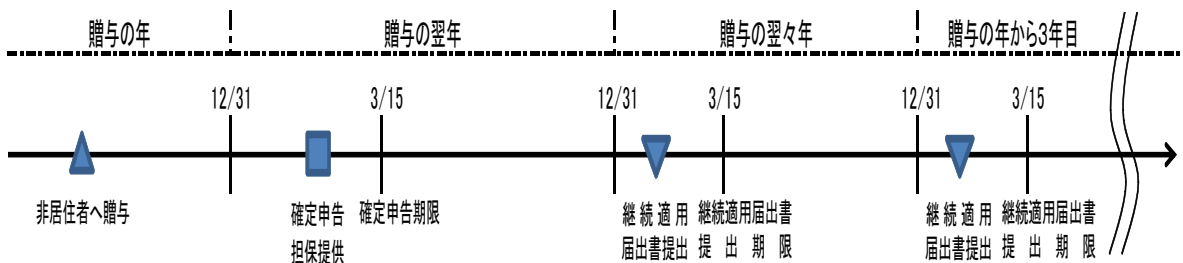 贈与の年 贈与の翌年 贈与の翌々年 贈与の年から3年目
12/31 3/15 12/31 3/15 12/31 3/15
非居住者へ贈与 確定申告 確定申告期限 継続適用 継続適用届出書 継続適用 継続適用届出書
担保提供 届出書提出 提出期限 届出書提出 提出期限